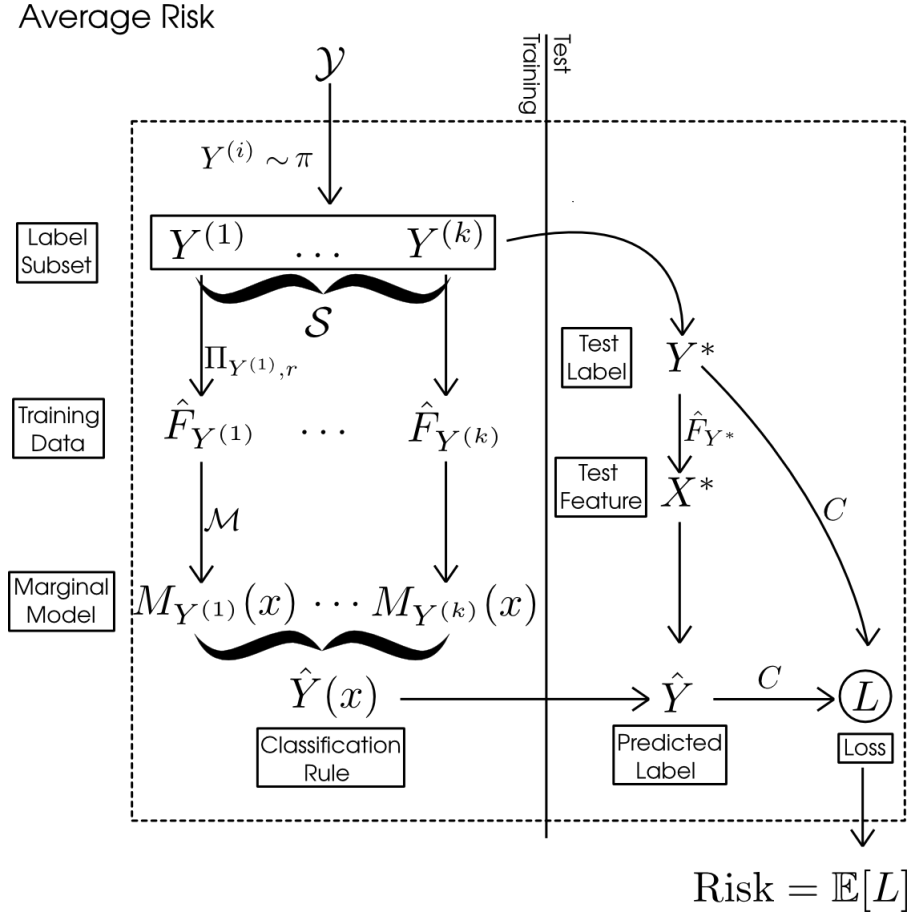 Average Risk
𝒴
Test
Training
Y^{(i)} ∼ π
Label
Subset
Y^{(1)} … Y^{(k)}
𝒮
Π_{Y^{(1)},r}
Test
Label
Y^*
Training
Data
F̂_{Y^{(1)}} … F̂_{Y^{(k)}}
F̂_{Y^*}
Test
Feature
X^*
C
ℳ
Marginal
Model
M_{Y^{(1)}}(x) ⋯ M_{Y^{(k)}}(x)
Ŷ(x)
Ŷ
C
L
Classification
Rule
Predicted
Label
Loss
Risk = 𝔼[L]